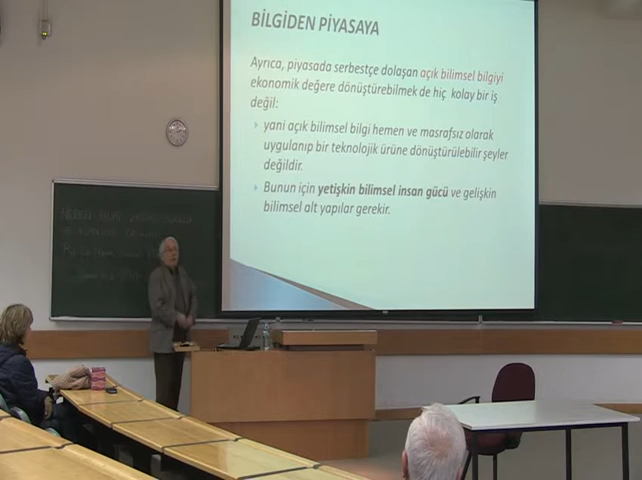 BİLGİDEN PİYASAYA
Ayrıca, piyasada serbestçe dolaşan açık bilimsel bilgiyi
ekonomik değere dönüştürebilmek de hiç kolay bir iş
değil:
yani açık bilimsel bilgi hemen ve masrafsız olarak
uygulanıp bir teknolojik ürüne dönüştürülebilir şeyler
değildir.
Bunun için yetişkin bilimsel insan gücü ve gelişkin
bilimsel alt yapılar gerekir.